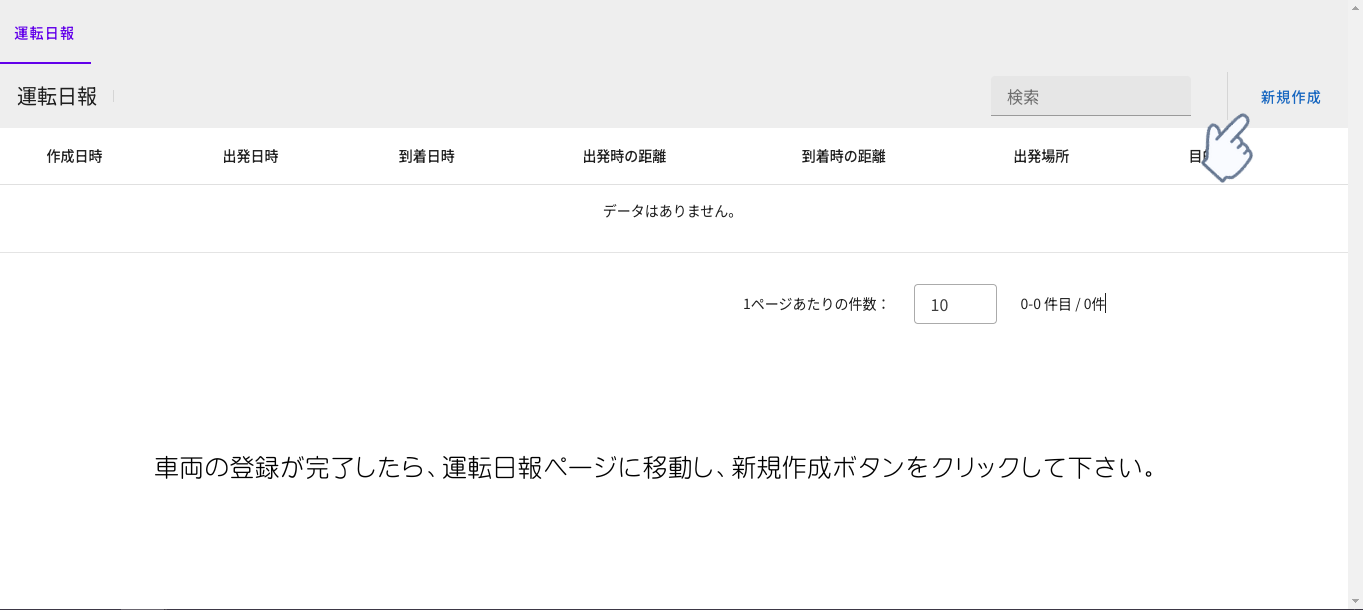 運転日報
運転日報
検索
新規作成
作成日時 出発日時 到着日時 出発時の距離 到着時の距離 出発場所 目
データはありません。
1ページあたりの件数： 10 0-0 件目 / 0件
車両の登録が完了したら、運転日報ページに移動し、新規作成ボタンをクリックして下さい。